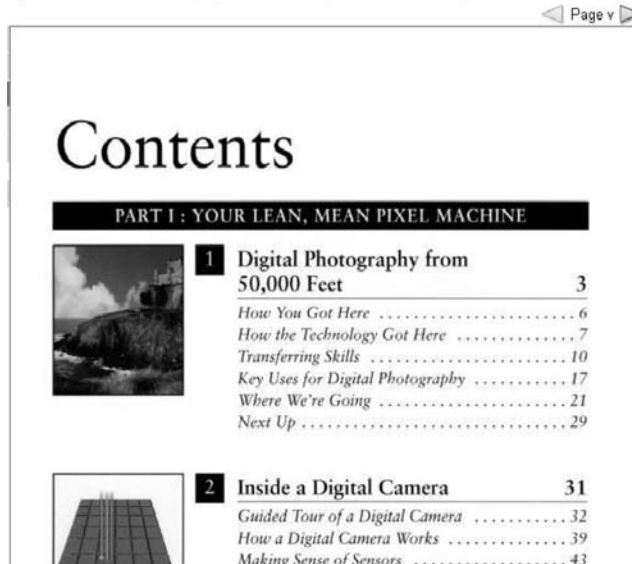 Page v
Contents
PART I : YOUR LEAN, MEAN PIXEL MACHINE
1 Digital Photography from
50,000 Feet 3
How You Got Here ........................ 6
How the Technology Got Here .............. 7
Transferring Skills ........................ 10
Key Uses for Digital Photography ........... 17
Where We're Going ....................... 21
Next Up ................................. 29
2 Inside a Digital Camera 31
Guided Tour of a Digital Camera ........... 32
How a Digital Camera Works .............. 39
Making Sense of Sensors .................. 43